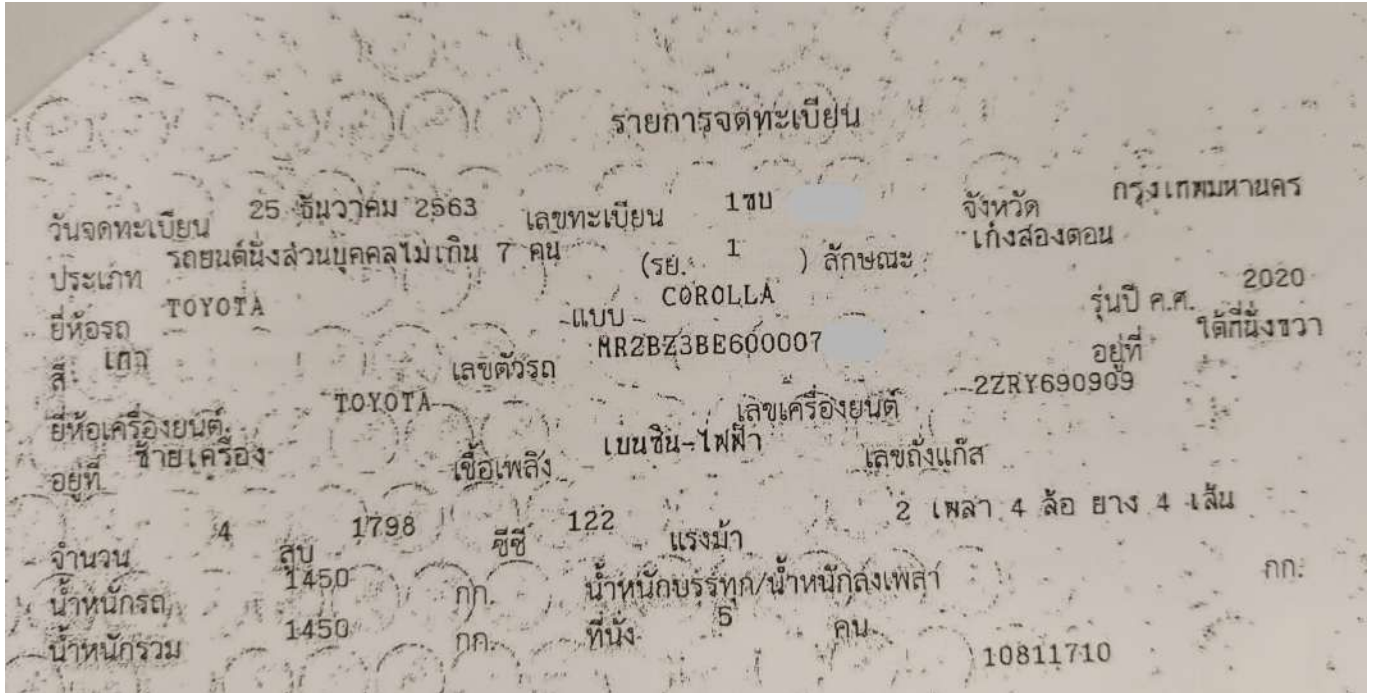 รายการจดทะเบียน
วันจดทะเบียน 25 ธันวาคม 2563 เลขทะเบียน 1ขบ จังหวัด กรุงเทพมหานคร
ประเภท รถยนต์นั่งส่วนบุคคลไม่เกิน 7 คน (รย. 1 ) ลักษณะ เก๋งสองตอน
ยี่ห้อรถ TOYOTA แบบ COROLLA รุ่นปี ค.ศ. 2020
สี เทา เลขตัวรถ MR2BZ3BE600007 อยู่ที่ ใต้ที่นั่งขวา
ยี่ห้อเครื่องยนต์ TOYOTA เลขเครื่องยนต์ 2ZRY690909
อยู่ที่ ซ้ายเครื่อง เชื้อเพลิง เบนซิน-ไฟฟ้า เลขถังแก๊ส
จำนวน 4 สูบ 1798 ซีซี 122 แรงม้า 2 เพลา 4 ล้อ ยาง 4 เส้น
น้ำหนักรถ 1450 กก. น้ำหนักบรรทุก/น้ำหนักลงเพลา กก.
น้ำหนักรวม 1450 กก. ที่นั่ง 5 คน
10811710